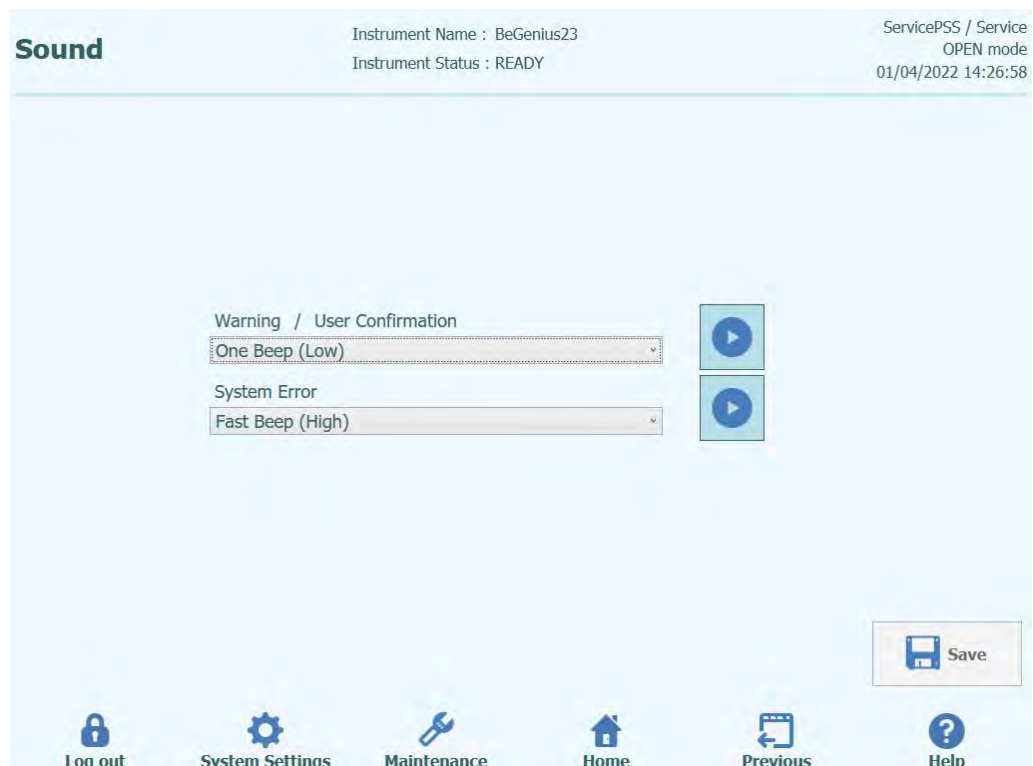 Sound
Instrument Name : BeGenius23
Instrument Status : READY
ServicePSS / Service
OPEN mode
01/04/2022 14:26:58
Warning / User Confirmation
One Beep (Low)
System Error
Fast Beep (High)
Save
Log out
System Settings
Maintenance
Home
Previous
Help